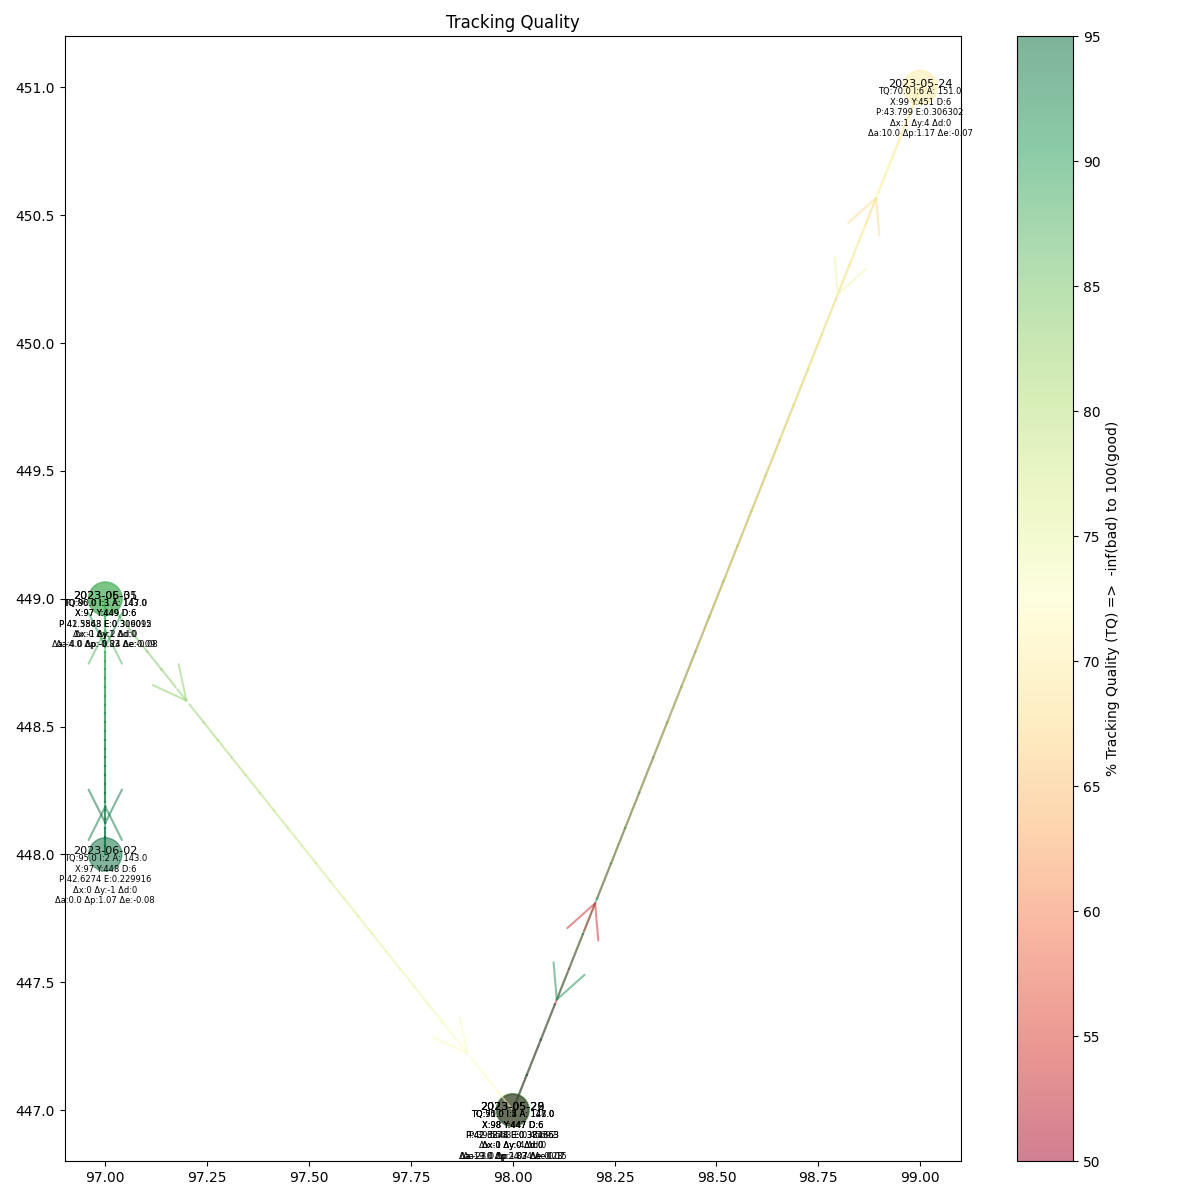 Tracking Quality
451.0
450.5
450.0
449.5
449.0
448.5
448.0
447.5
447.0
97.00
97.25
97.50
97.75
98.00
98.25
98.50
98.75
99.00
2023-05-24
TQ:70.0 I:6 A: 151.0
X:99 Y:451 D:6
P:43.799 E:0.306302
Δx:1 Δy:4 Δd:0
Δa:10.0 Δp:1.17 Δe:-0.07
X:97 Y:449 D:6
2023-06-02
TQ:95.0 I:2 A: 143.0
X:97 Y:448 D:6
P:42.6274 E:0.229916
Δx:0 Δy:-1 Δd:0
Δa:0.0 Δp:1.07 Δe:-0.08
X:98 Y:447 D:6
95
90
85
80
75
70
65
60
55
50
% Tracking Quality (TQ) => -inf(bad) to 100(good)